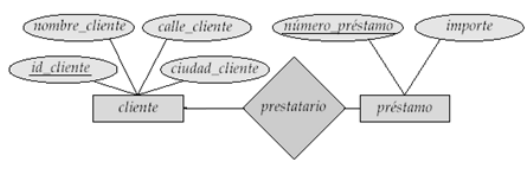 nombre_cliente calle_cliente número_préstamo importe
id_cliente ciudad_cliente
cliente prestatario préstamo